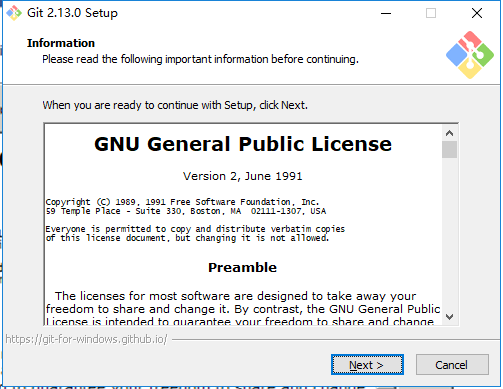 Git 2.13.0 Setup
Information
Please read the following important information before continuing.
When you are ready to continue with Setup, click Next.
GNU General Public License
Version 2, June 1991
Copyright (C) 1989, 1991 Free Software Foundation, Inc.
59 Temple Place - Suite 330, Boston, MA  02111-1307, USA
Everyone is permitted to copy and distribute verbatim copies
of this license document, but changing it is not allowed.
Preamble
The licenses for most software are designed to take away your
freedom to share and change it. By contrast, the GNU General Public
License is intended to guarantee your freedom to share and change
https://git-for-windows.github.io/
Next >
Cancel